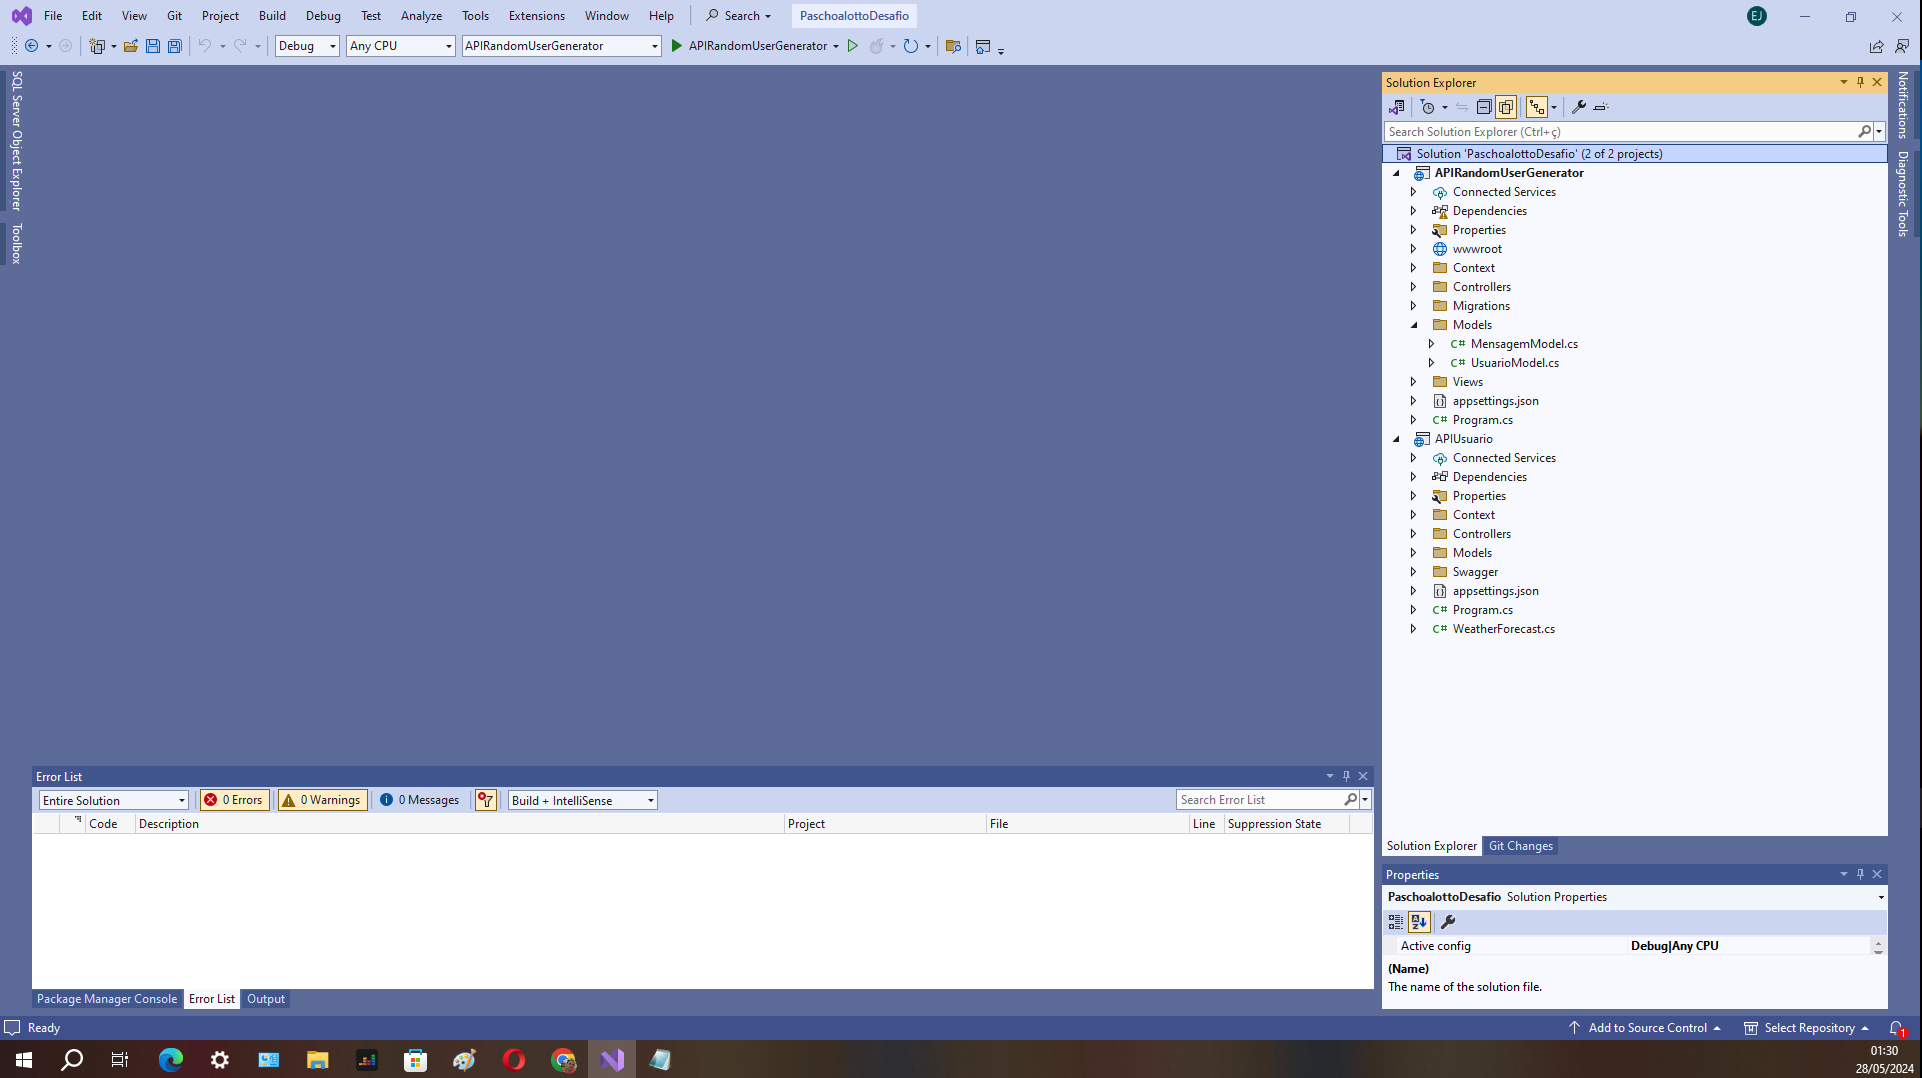 File Edit View Git Project Build Debug Test Analyze Tools Extensions Window Help Search PaschoalottoDesafio EJ
Debug Any CPU APIRandomUserGenerator APIRandomUserGenerator
SQL Server Object Explorer
Toolbox
Solution Explorer
Search Solution Explorer (Ctrl+ç)
Solution 'PaschoalottoDesafio' (2 of 2 projects)
APIRandomUserGenerator
Connected Services
Dependencies
Properties
wwwroot
Context
Controllers
Migrations
Models
C# MensagemModel.cs
C# UsuarioModel.cs
Views
appsettings.json
C# Program.cs
APIUsuario
Connected Services
Dependencies
Properties
Context
Controllers
Models
Swagger
appsettings.json
C# Program.cs
C# WeatherForecast.cs
Solution Explorer Git Changes
Notifications
Diagnostic Tools
Error List
Entire Solution 0 Errors 0 Warnings 0 Messages Build + IntelliSense Search Error List
Code Description Project File Line Suppression State
Package Manager Console Error List Output
Properties
PaschoalottoDesafio Solution Properties
Active config Debug|Any CPU
(Name)
The name of the solution file.
Ready Add to Source Control Select Repository 1
01:30
28/05/2024